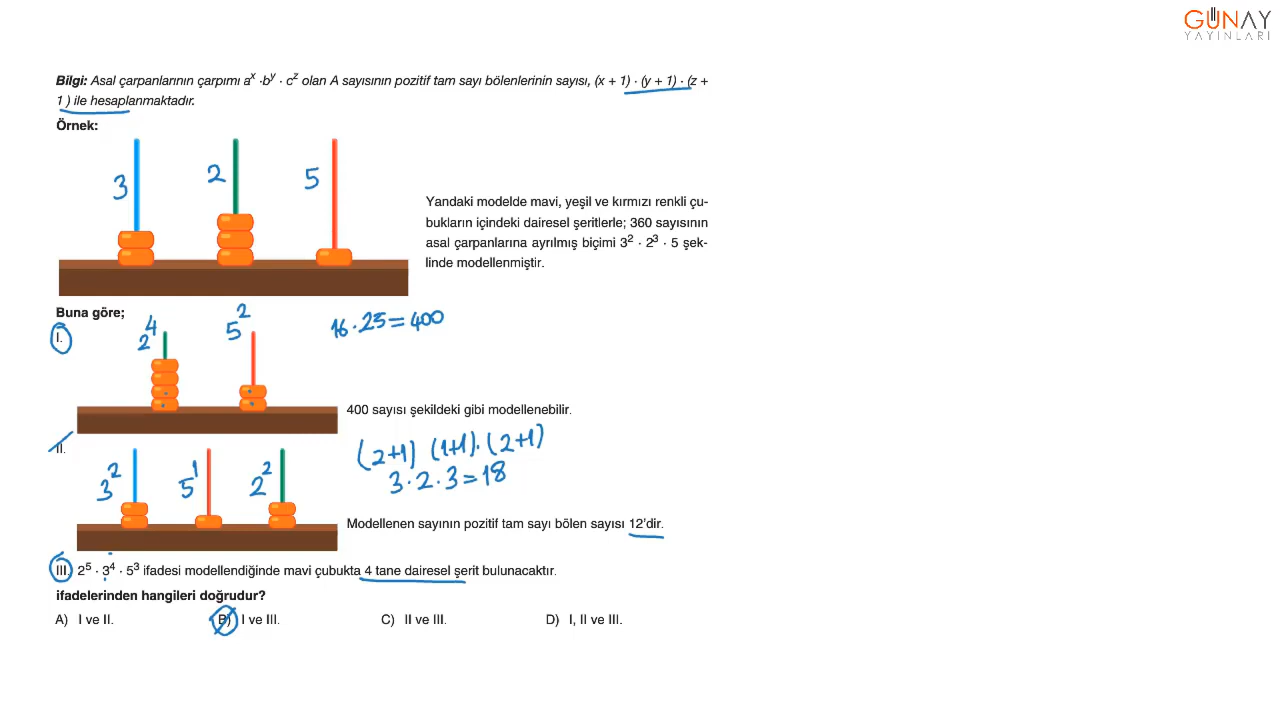 GÜNAY
YAYINLARI
Bilgi: Asal çarpanlarının çarpımı aˣ ·bʸ · cᶻ olan A sayısının pozitif tam sayı bölenlerinin sayısı, (x + 1) · (y + 1) · (z +
1 ) ile hesaplanmaktadır.
Örnek:
3 2 5
Yandaki modelde mavi, yeşil ve kırmızı renkli çu-
bukların içindeki dairesel şeritlerle; 360 sayısının
asal çarpanlarına ayrılmış biçimi 3² · 2³ · 5 şek-
linde modellenmiştir.
Buna göre;
I.
2⁴ 5² 16·25=400
400 sayısı şekildeki gibi modellenebilir.
II.
(2+1) (1+1)·(2+1)
3² 5¹ 2² 3·2·3=18
Modellenen sayının pozitif tam sayı bölen sayısı 12'dir.
III. 2⁵ · 3⁴ · 5³ ifadesi modellendiğinde mavi çubukta 4 tane dairesel şerit bulunacaktır.
ifadelerinden hangileri doğrudur?
A) I ve II. B) I ve III. C) II ve III. D) I, II ve III.